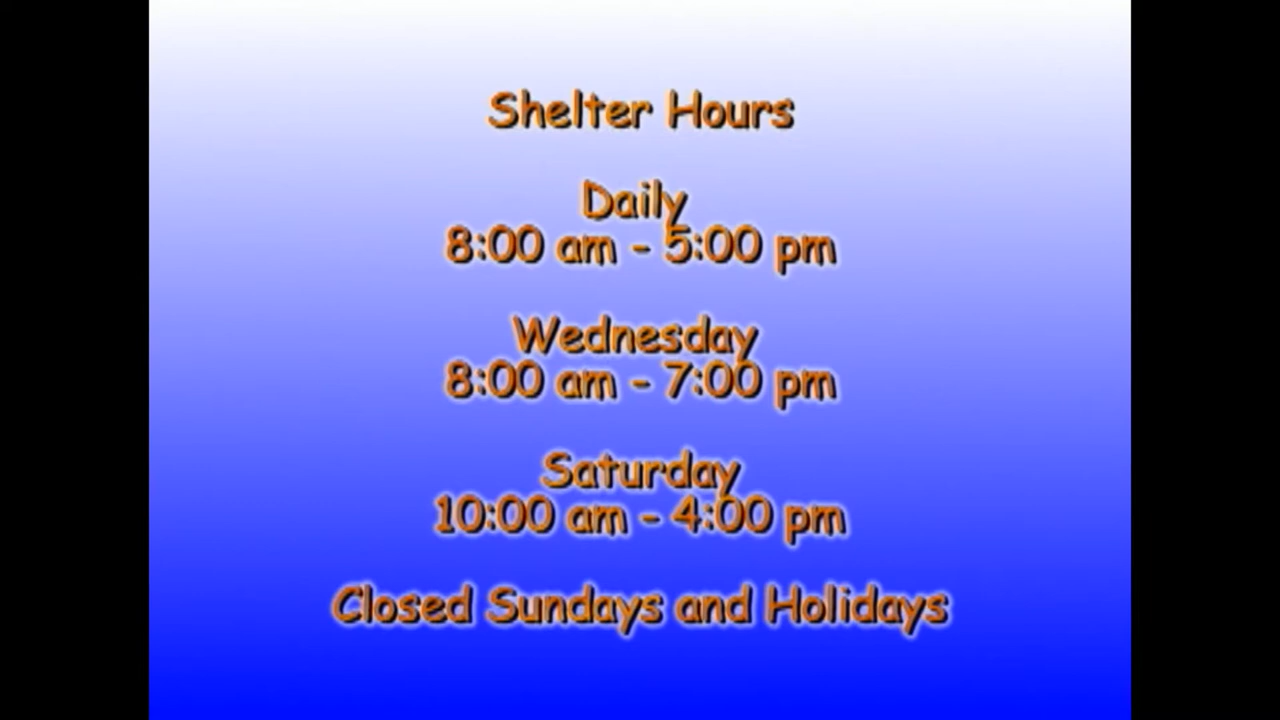 Shelter Hours
Daily
8:00 am - 5:00 pm
Wednesday
8:00 am - 7:00 pm
Saturday
10:00 am - 4:00 pm
Closed Sundays and Holidays